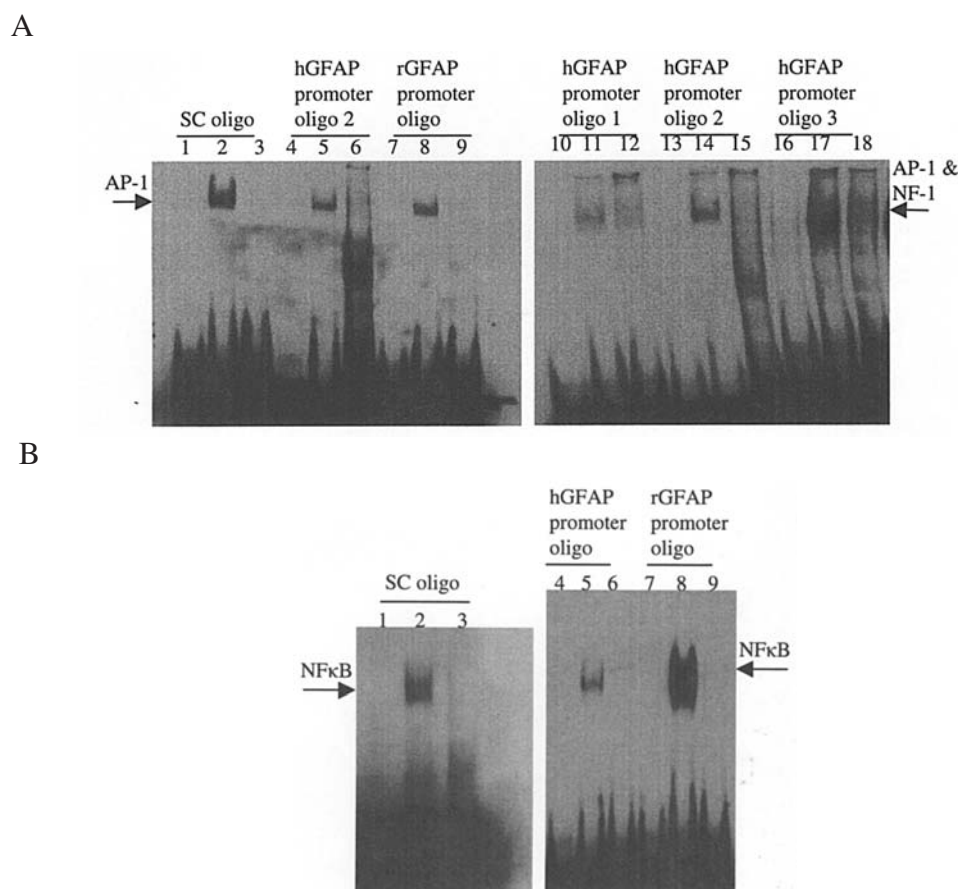 A
hGFAP promoter oligo 2
rGFAP promoter oligo
SC oligo
1 2 3 4 5 6 7 8 9
AP-1
hGFAP promoter oligo 1
hGFAP promoter oligo 2
hGFAP promoter oligo 3
10 11 12 13 14 15 16 17 18
AP-1 &
NF-1
B
SC oligo
1 2 3
NFκB
hGFAP promoter oligo
rGFAP promoter oligo
4 5 6 7 8 9
NFκB